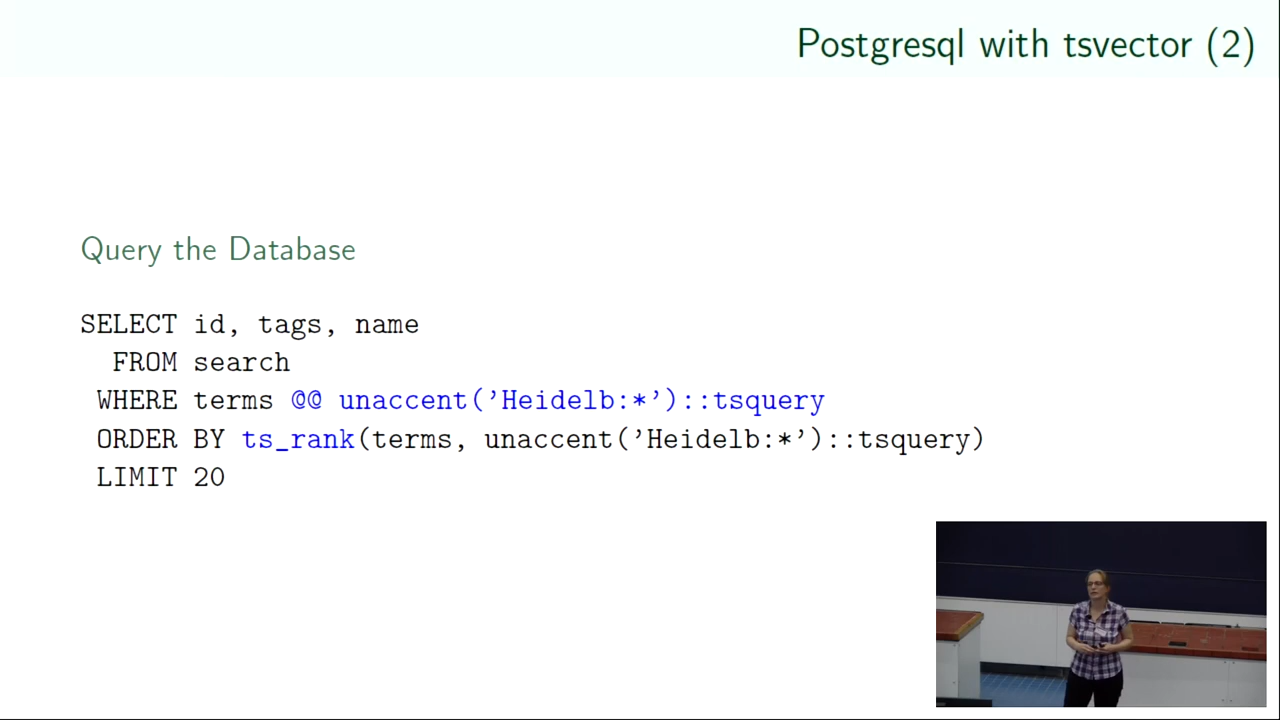 Postgresql with tsvector (2)
Query the Database
SELECT id, tags, name
FROM search
WHERE terms @@ unaccent('Heidelb:*')::tsquery
ORDER BY ts_rank(terms, unaccent('Heidelb:*')::tsquery)
LIMIT 20